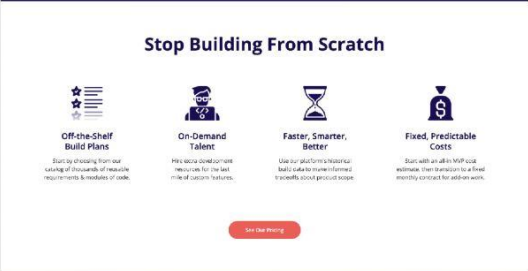 Stop Building From Scratch
Off-the-Shelf
Build Plans
Start by choosing from our
catalog of thousands of reusable
requirements & modules of code.
On-Demand
Talent
Hire extra development
resources for the last
mile of custom features.
Faster, Smarter,
Better
Use our platform's historical
build data to make informed
tradeoffs about product scope.
Fixed, Predictable
Costs
Start with an all-in MVP cost
estimate, then transition to a fixed
monthly contract for add-on work.
See Our Pricing